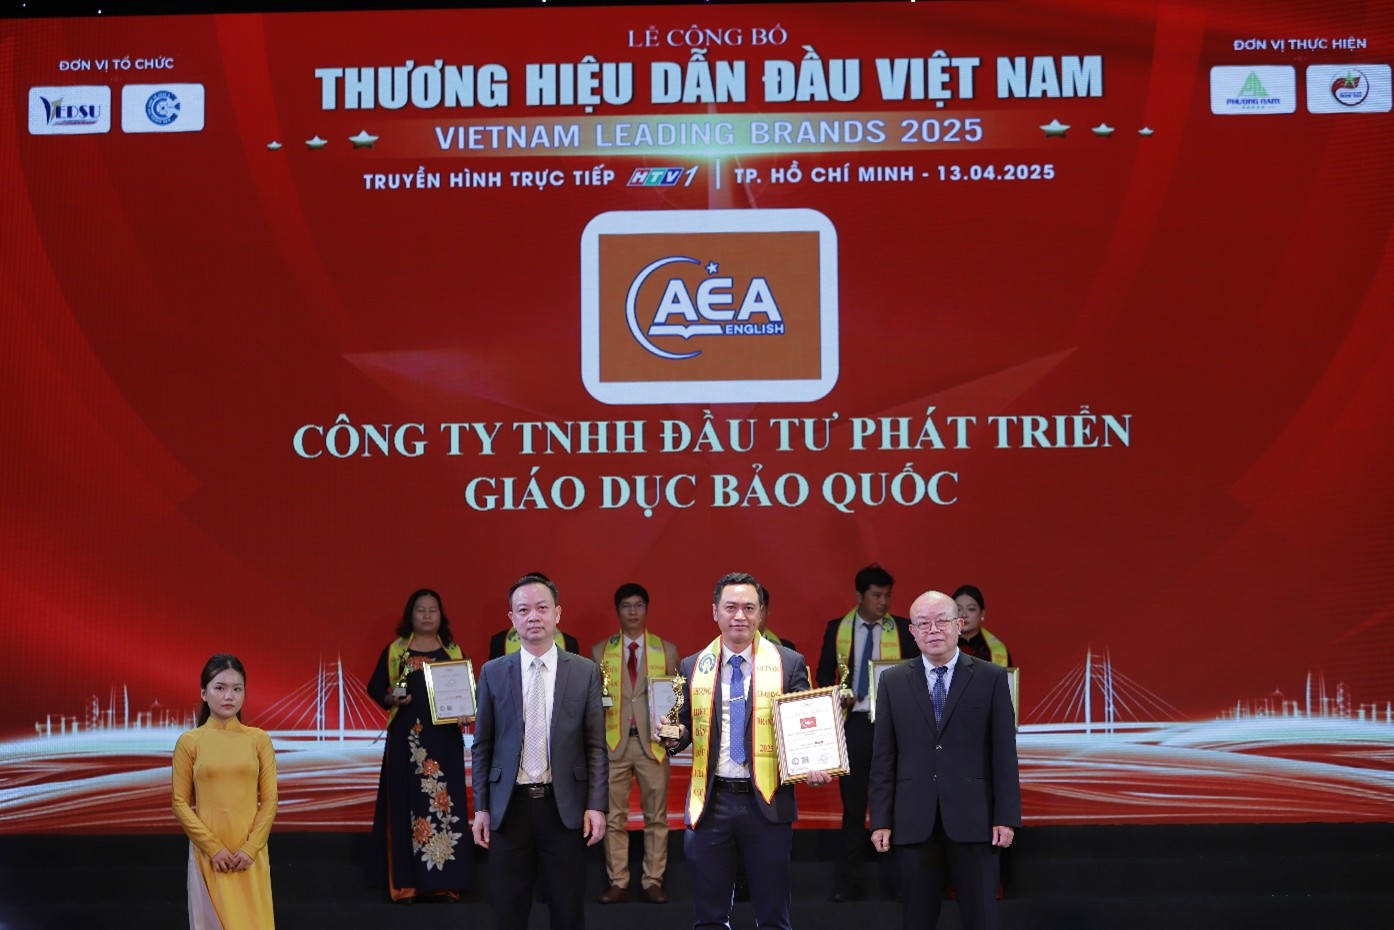 LỄ CÔNG BỐ
ĐƠN VỊ TỔ CHỨC
ĐƠN VỊ THỰC HIỆN
THƯƠNG HIỆU DẪN ĐẦU VIỆT NAM
VEDSU
PHƯƠNG NAM
VIETNAM LEADING BRANDS 2025
TRUYỀN HÌNH TRỰC TIẾP HTV1 | TP. HỒ CHÍ MINH - 13.04.2025
AEA
ENGLISH
CÔNG TY TNHH ĐẦU TƯ PHÁT TRIỂN
GIÁO DỤC BẢO QUỐC